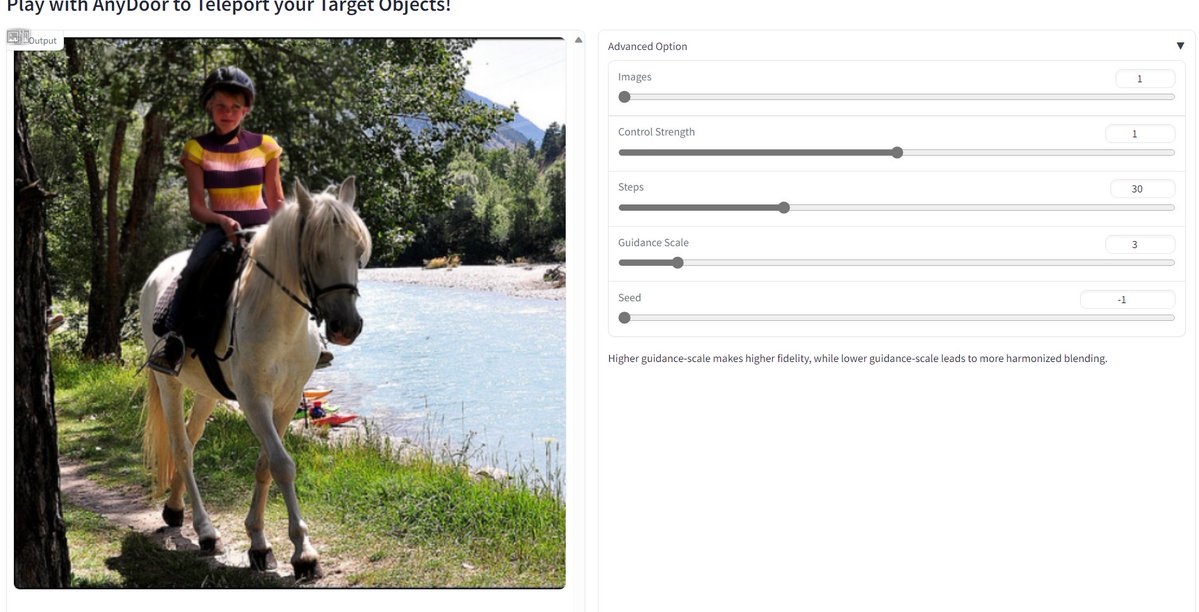 Play with AnyDoor to Teleport your Target Objects!
Output
Advanced Option
Images
1
Control Strength
1
Steps
30
Guidance Scale
3
Seed
-1
Higher guidance-scale makes higher fidelity, while lower guidance-scale leads to more harmonized blending.